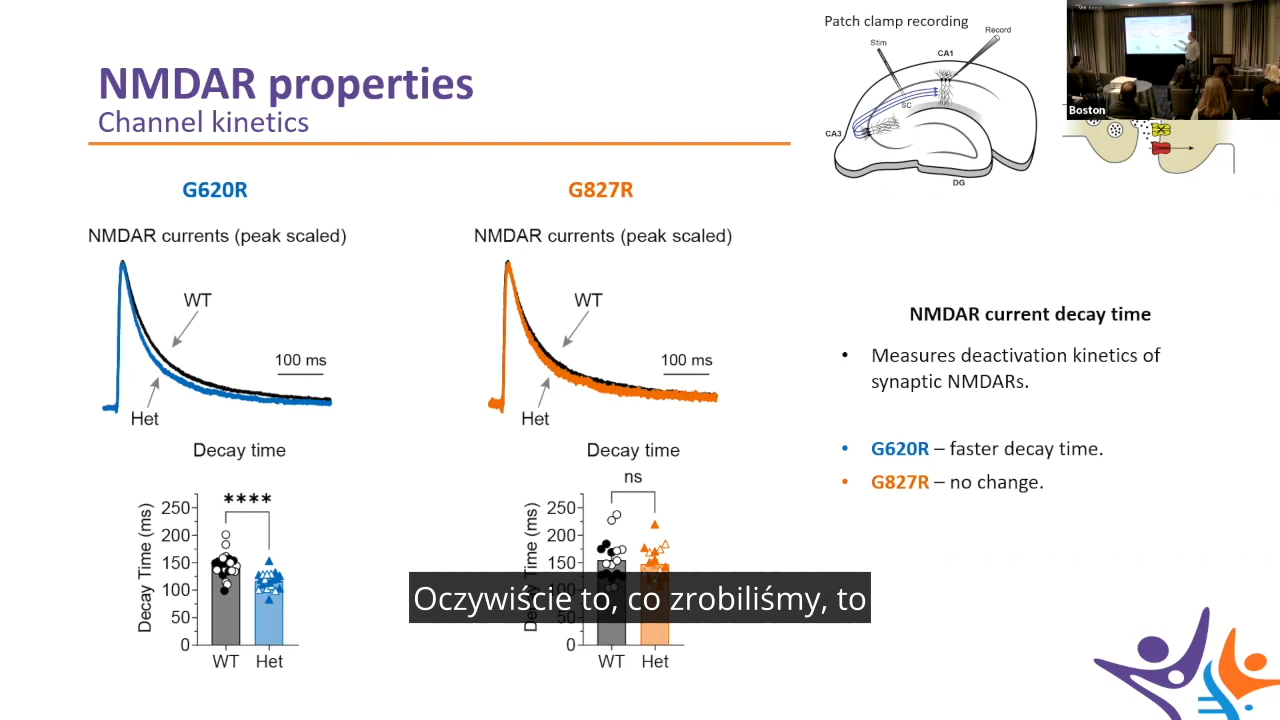 Patch clamp recording
Stim
Record
CA1
SC
CA3
DG
Boston
NMDAR properties
Channel kinetics
G620R
NMDAR currents (peak scaled)
WT
100 ms
Het
Decay time
****
Decay Time (ms)
250
200
150
100
50
0
WT
Het
G827R
NMDAR currents (peak scaled)
WT
100 ms
Het
Decay time
ns
250
200
150
0
WT
Het
NMDAR current decay time
• Measures deactivation kinetics of
synaptic NMDARs.
• G620R – faster decay time.
• G827R – no change.
Oczywiście to, co zrobiliśmy, to